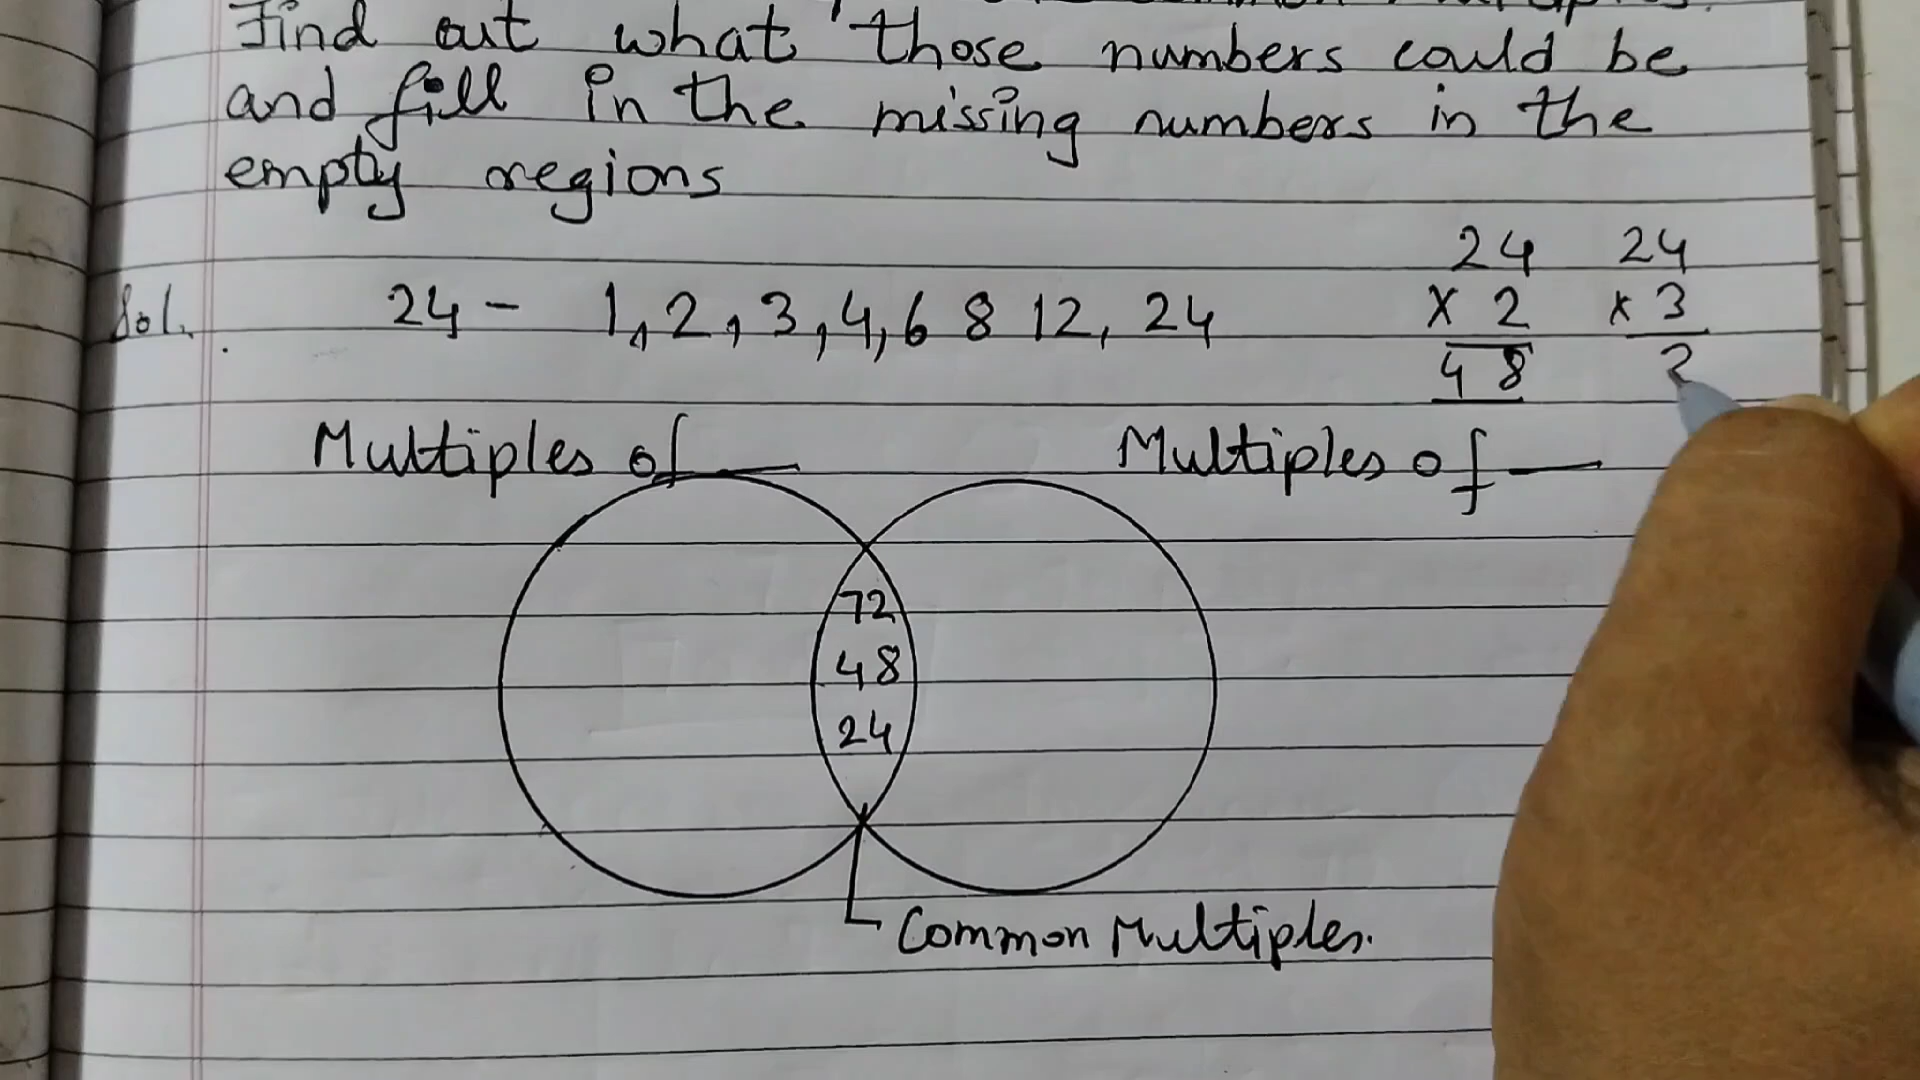 Find out what those numbers could be
and fill in the missing numbers in the
empty regions
24 24
Sol. 24 - 1, 2, 3, 4, 6 8 12, 24 x 2 x 3
48 2
Multiples of — Multiples of —
72
48
24
Common Multiples.